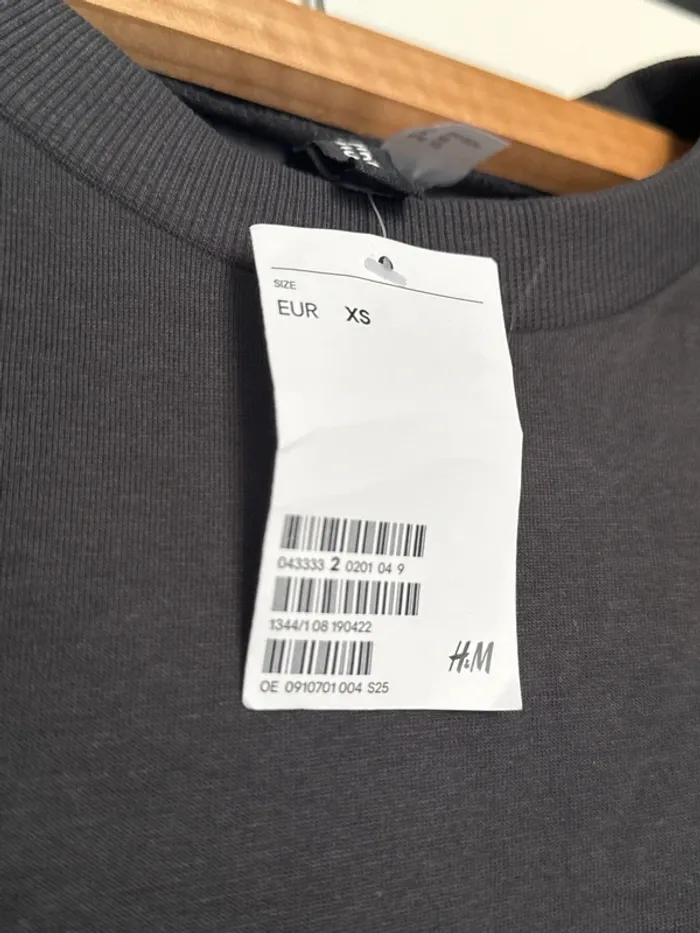 SIZE
EUR XS
043333 2 0201 04 9
1344/1 08 190422
H&M
OE 0910701 004 S25